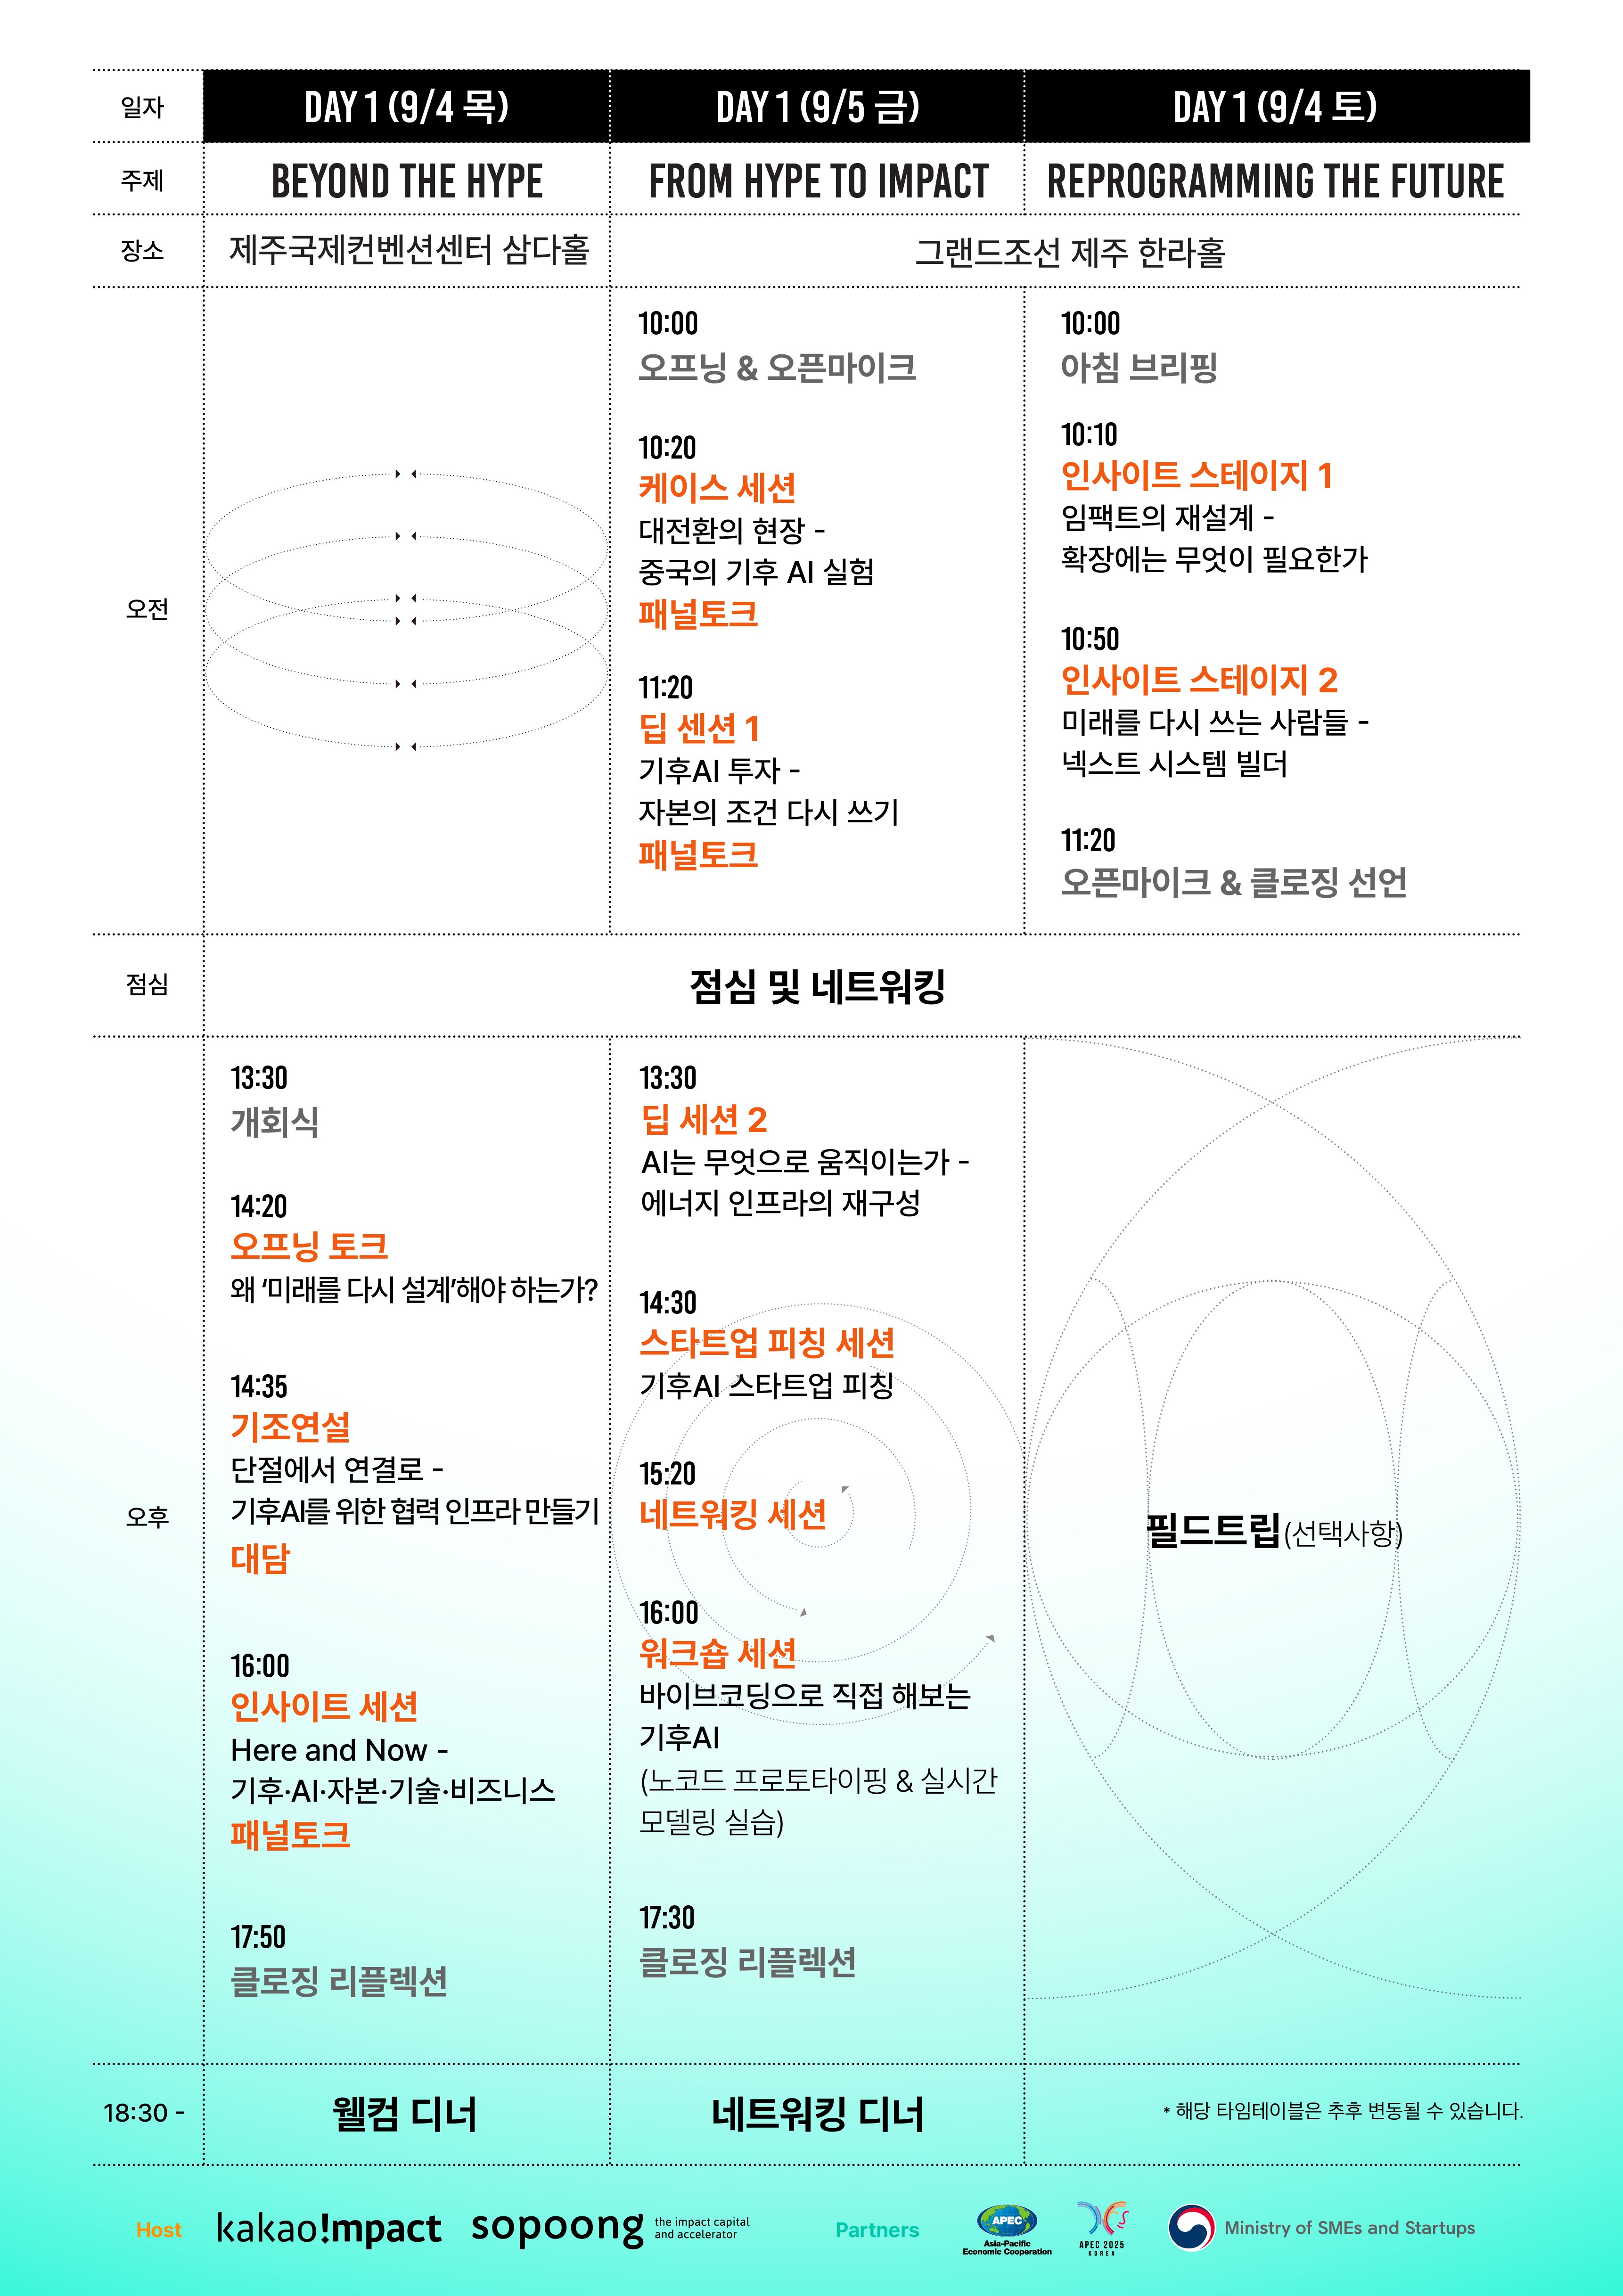 일자
DAY 1 (9/4 목)
DAY 1 (9/5 금)
DAY 1 (9/4 토)
주제
BEYOND THE HYPE
FROM HYPE TO IMPACT
REPROGRAMMING THE FUTURE
장소
제주국제컨벤션센터 삼다홀
그랜드조선 제주 한라홀
오전
10:00
오프닝 & 오픈마이크
10:20
케이스 세션
대전환의 현장 -
중국의 기후 AI 실험
패널토크
11:20
딥 센션 1
기후AI 투자 -
자본의 조건 다시 쓰기
패널토크
10:00
아침 브리핑
10:10
인사이트 스테이지 1
임팩트의 재설계 -
확장에는 무엇이 필요한가
10:50
인사이트 스테이지 2
미래를 다시 쓰는 사람들 -
넥스트 시스템 빌더
11:20
오픈마이크 & 클로징 선언
점심
점심 및 네트워킹
오후
13:30
개회식
14:20
오프닝 토크
왜 ‘미래를 다시 설계’해야 하는가?
14:35
기조연설
단절에서 연결로 -
기후AI를 위한 협력 인프라 만들기
대담
16:00
인사이트 세션
Here and Now -
기후·AI·자본·기술·비즈니스
패널토크
17:50
클로징 리플렉션
13:30
딥 세션 2
AI는 무엇으로 움직이는가 -
에너지 인프라의 재구성
14:30
스타트업 피칭 세션
기후AI 스타트업 피칭
15:20
네트워킹 세션
16:00
워크숍 세션
바이브코딩으로 직접 해보는
기후AI
(노코드 프로토타이핑 & 실시간
모델링 실습)
17:30
클로징 리플렉션
필드트립(선택사항)
18:30 -
웰컴 디너
네트워킹 디너
* 해당 타임테이블은 추후 변동될 수 있습니다.
Host
kakao!mpact
sopoong
the impact capital
and accelerator
Partners
APEC
Asia-Pacific
Economic Cooperation
APEC 2025
KOREA
Ministry of SMEs and Startups